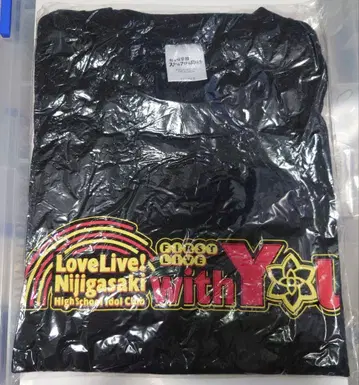 LoveLive!
Nijigasaki
High School Idol Club
FIRST
LIVE
with You